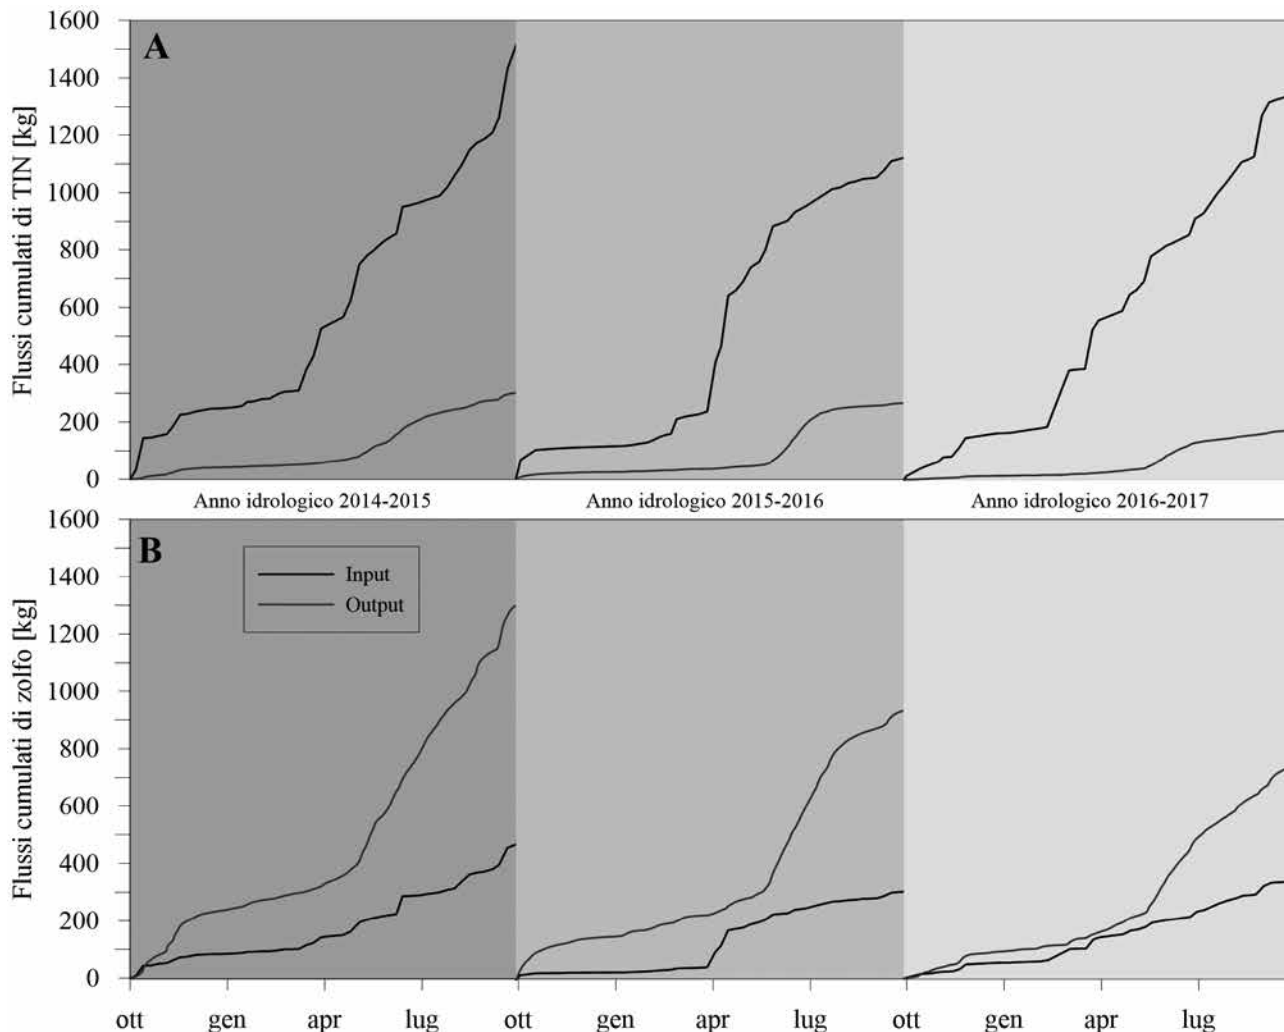 A
Flussi cumulati di TIN [kg]
1600
1400
1200
1000
800
600
400
200
0
Anno idrologico 2014-2015
Anno idrologico 2015-2016
Anno idrologico 2016-2017
B
Input
Output
Flussi cumulati di zolfo [kg]
1600
1400
1200
1000
800
600
400
200
0
ott gen apr lug ott gen apr lug ott gen apr lug